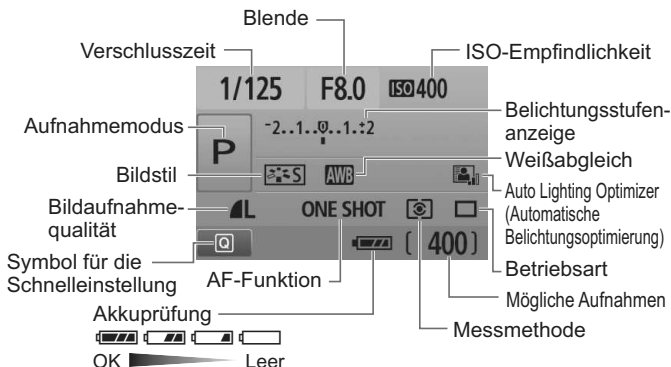 Blende
Verschlusszeit
ISO-Empfindlichkeit
1/125 F8.0 ISO 400
Aufnahmemodus
-2..1..0..1.:2
Belichtungsstufen-
anzeige
P
Weißabgleich
Bildstil
S AWB
Auto Lighting Optimizer
(Automatische
Belichtungsoptimierung)
Bildaufnahme-
qualität
L ONE SHOT
Q [ 400 ]
Betriebsart
Symbol für die
Schnelleinstellung
AF-Funktion
Mögliche Aufnahmen
Akkuprüfung
Messmethode
OK Leer